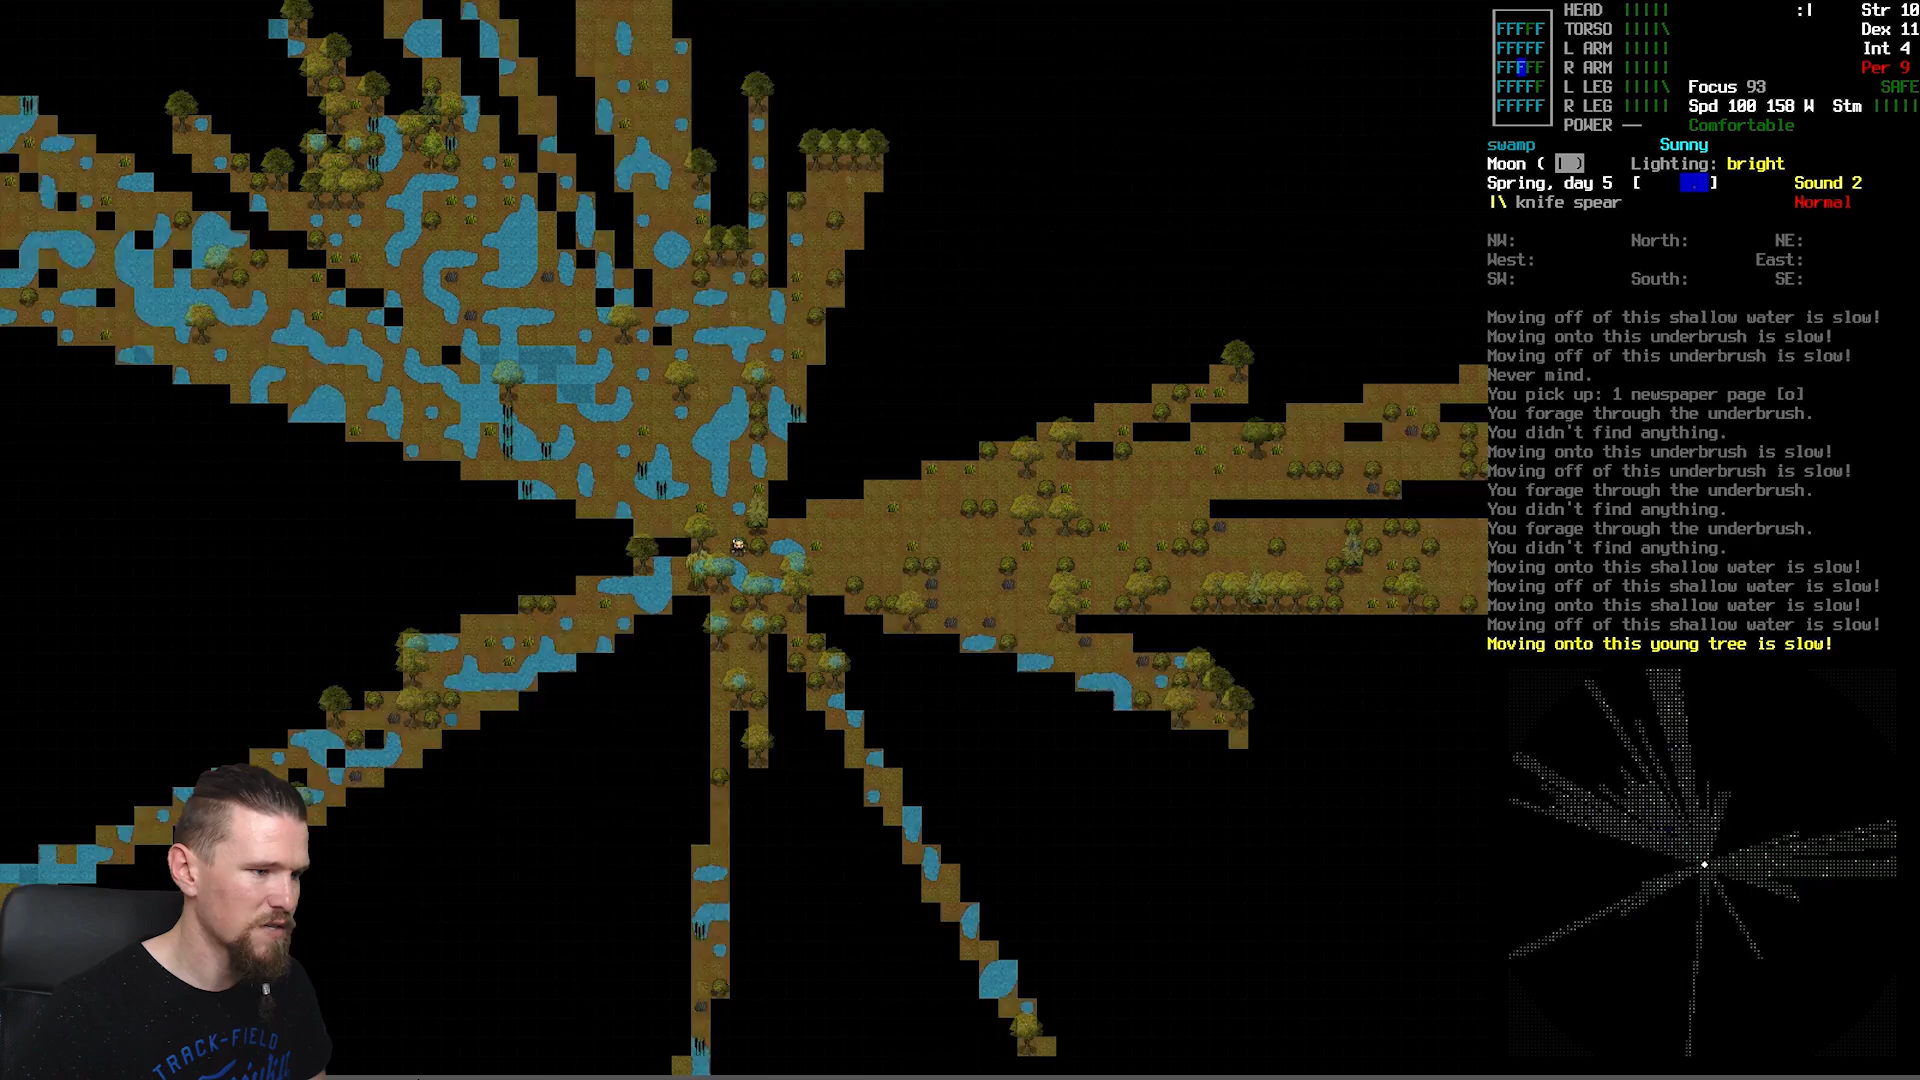 HEAD IIIII :I Str 10
FFFFF TORSO IIII\ Dex 11
FFFFF L ARM IIIII Int 4
FFFFF R ARM IIIII Per 9
FFFFF L LEG IIII\ Focus 93 SAFE
FFFFF R LEG IIIII Spd 100 158 W Stm IIIII
POWER — Comfortable
swamp Sunny
Moon ( | ) Lighting: bright
Spring, day 5 [ . ] Sound 2
|\ knife spear Normal
NW: North: NE:
West: East:
SW: South: SE:
Moving off of this shallow water is slow!
Moving onto this underbrush is slow!
Moving off of this underbrush is slow!
Never mind.
You pick up: 1 newspaper page [o]
You forage through the underbrush.
You didn't find anything.
Moving onto this underbrush is slow!
Moving off of this underbrush is slow!
You forage through the underbrush.
You didn't find anything.
You forage through the underbrush.
You didn't find anything.
Moving onto this shallow water is slow!
Moving off of this shallow water is slow!
Moving onto this shallow water is slow!
Moving off of this shallow water is slow!
Moving onto this young tree is slow!
TRACK-FIELD